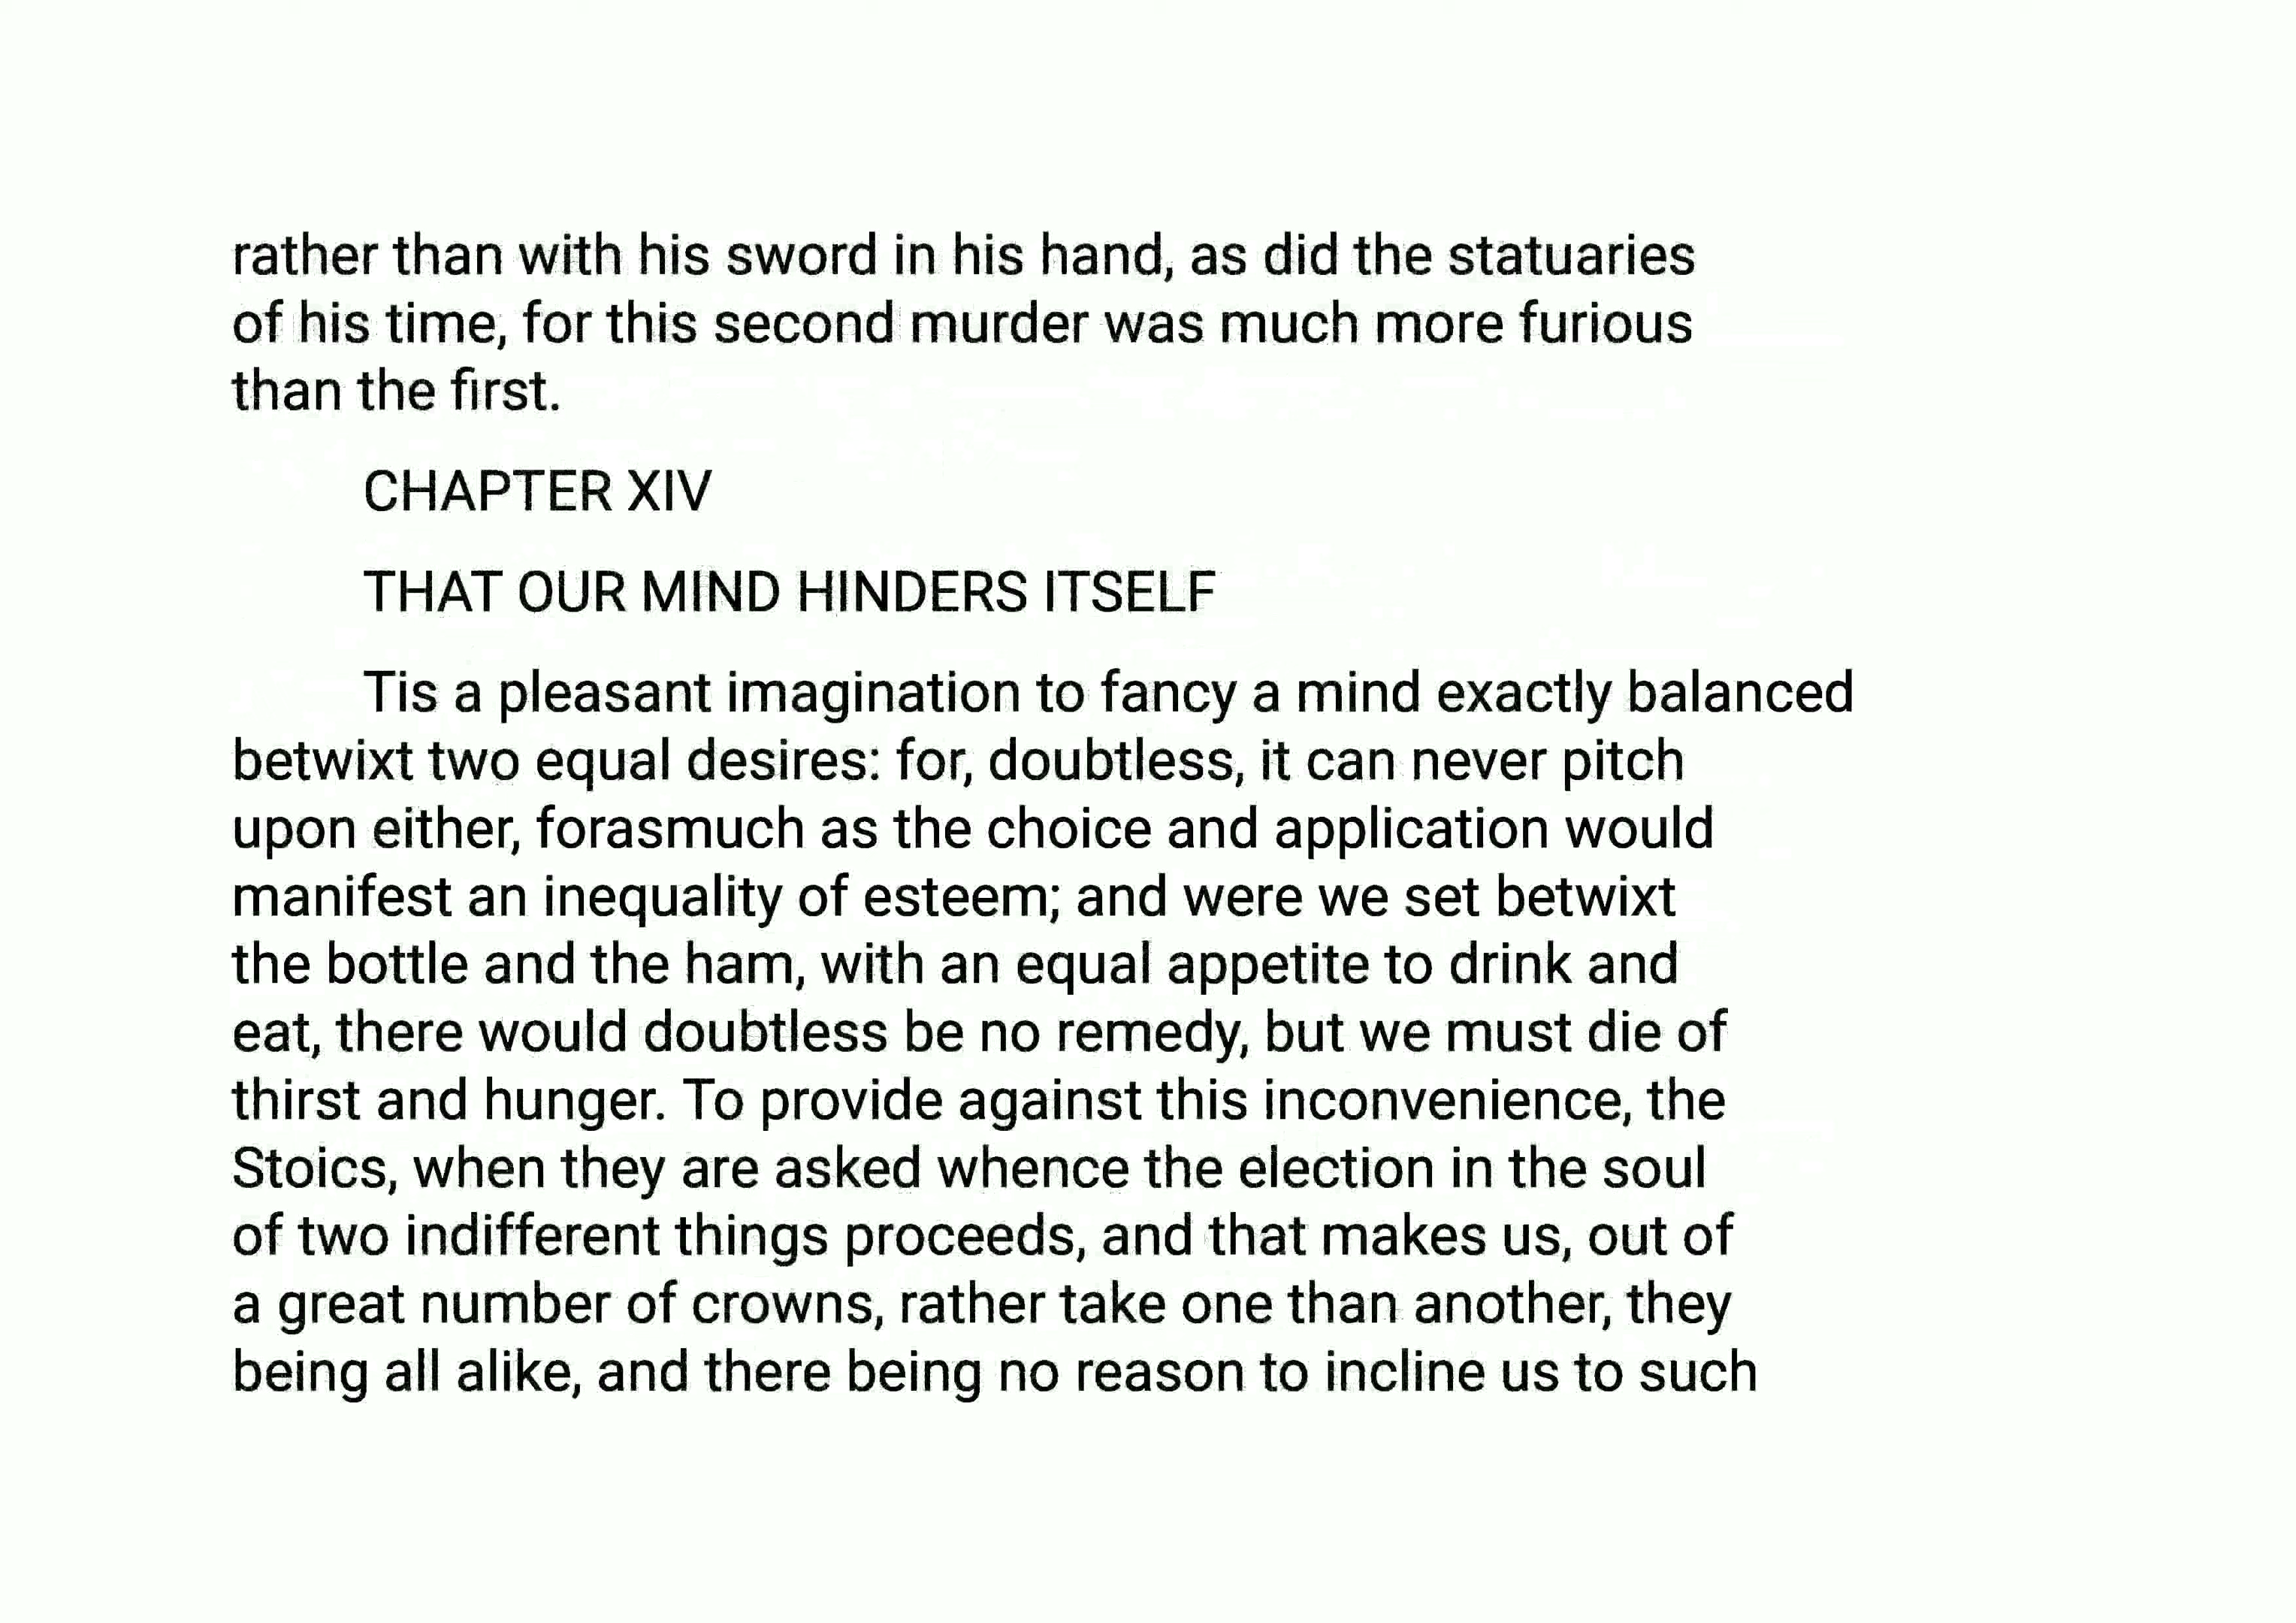 rather than with his sword in his hand, as did the statuaries
of his time, for this second murder was much more furious
than the first.
CHAPTER XIV
THAT OUR MIND HINDERS ITSELF
Tis a pleasant imagination to fancy a mind exactly balanced
betwixt two equal desires: for, doubtless, it can never pitch
upon either, forasmuch as the choice and application would
manifest an inequality of esteem; and were we set betwixt
the bottle and the ham, with an equal appetite to drink and
eat, there would doubtless be no remedy, but we must die of
thirst and hunger. To provide against this inconvenience, the
Stoics, when they are asked whence the election in the soul
of two indifferent things proceeds, and that makes us, out of
a great number of crowns, rather take one than another, they
being all alike, and there being no reason to incline us to such